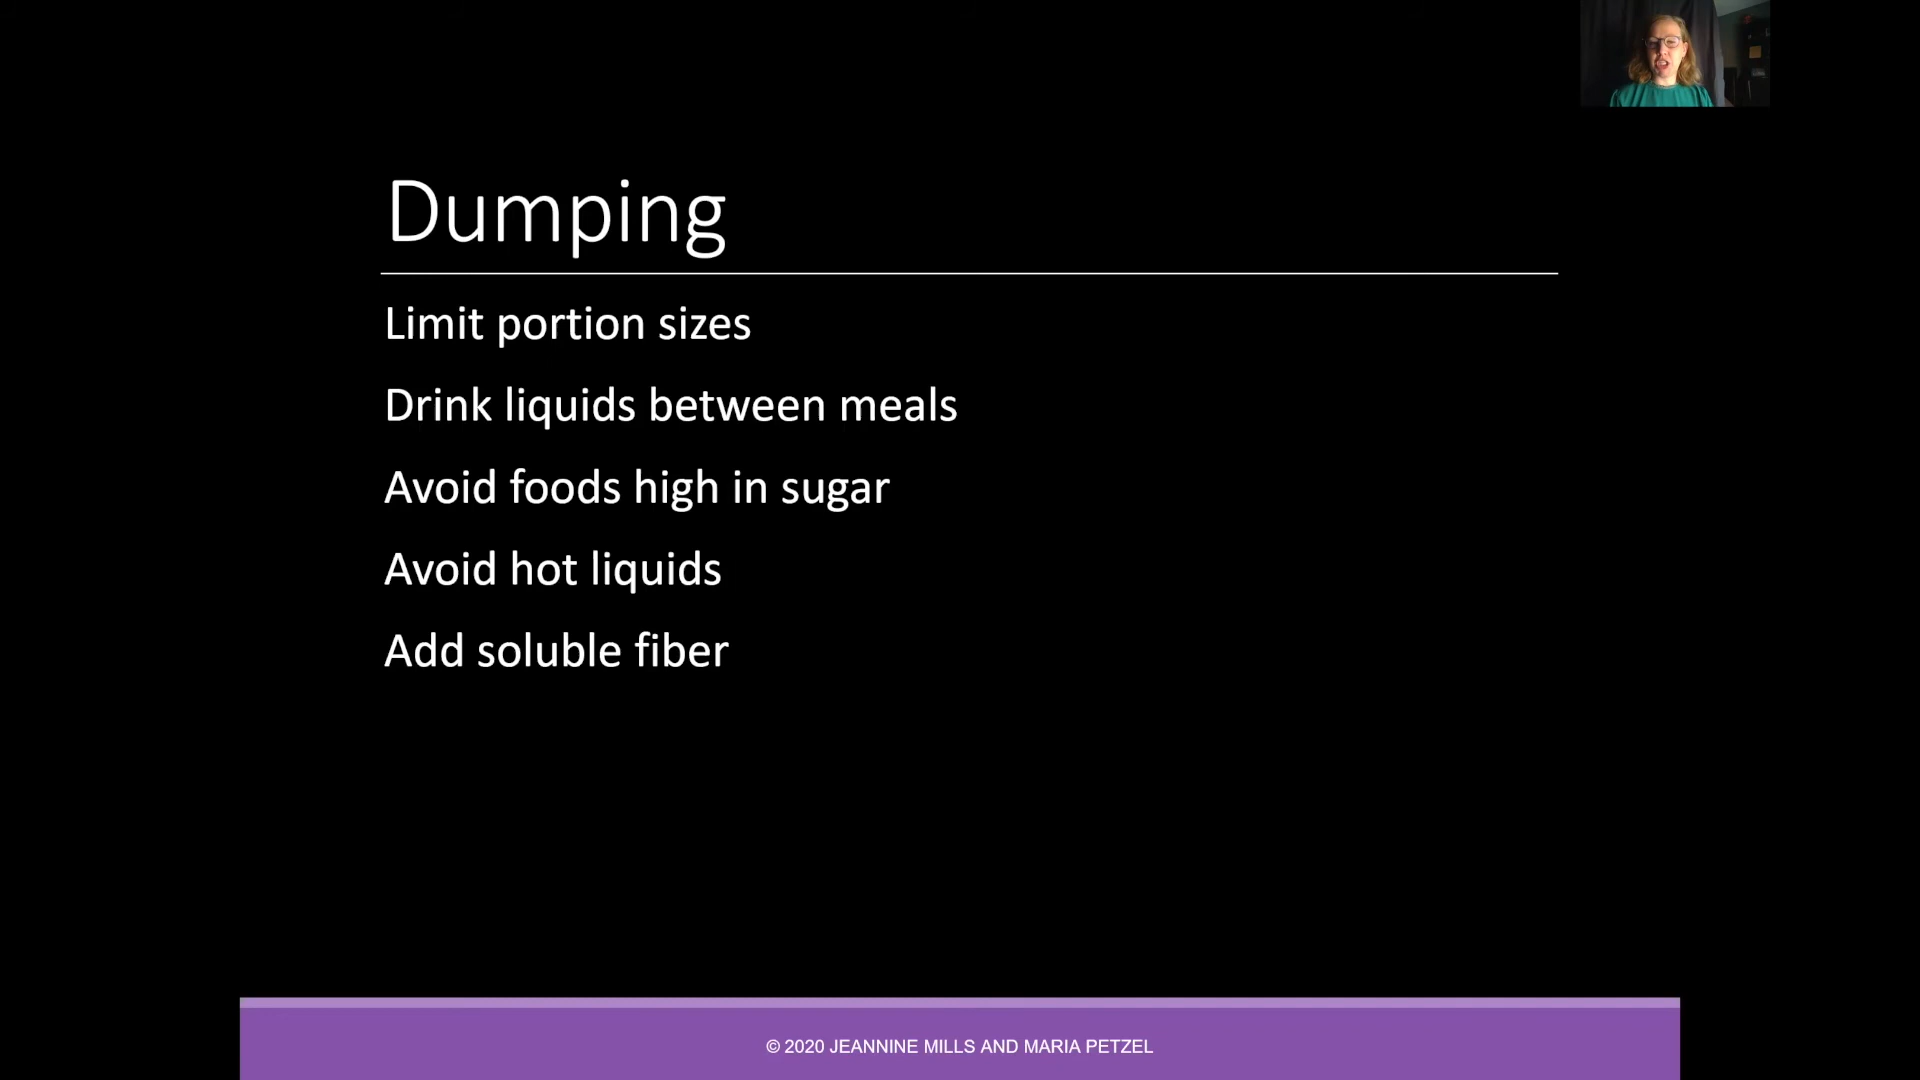 Dumping
Limit portion sizes
Drink liquids between meals
Avoid foods high in sugar
Avoid hot liquids
Add soluble fiber
© 2020 JEANNINE MILLS AND MARIA PETZEL